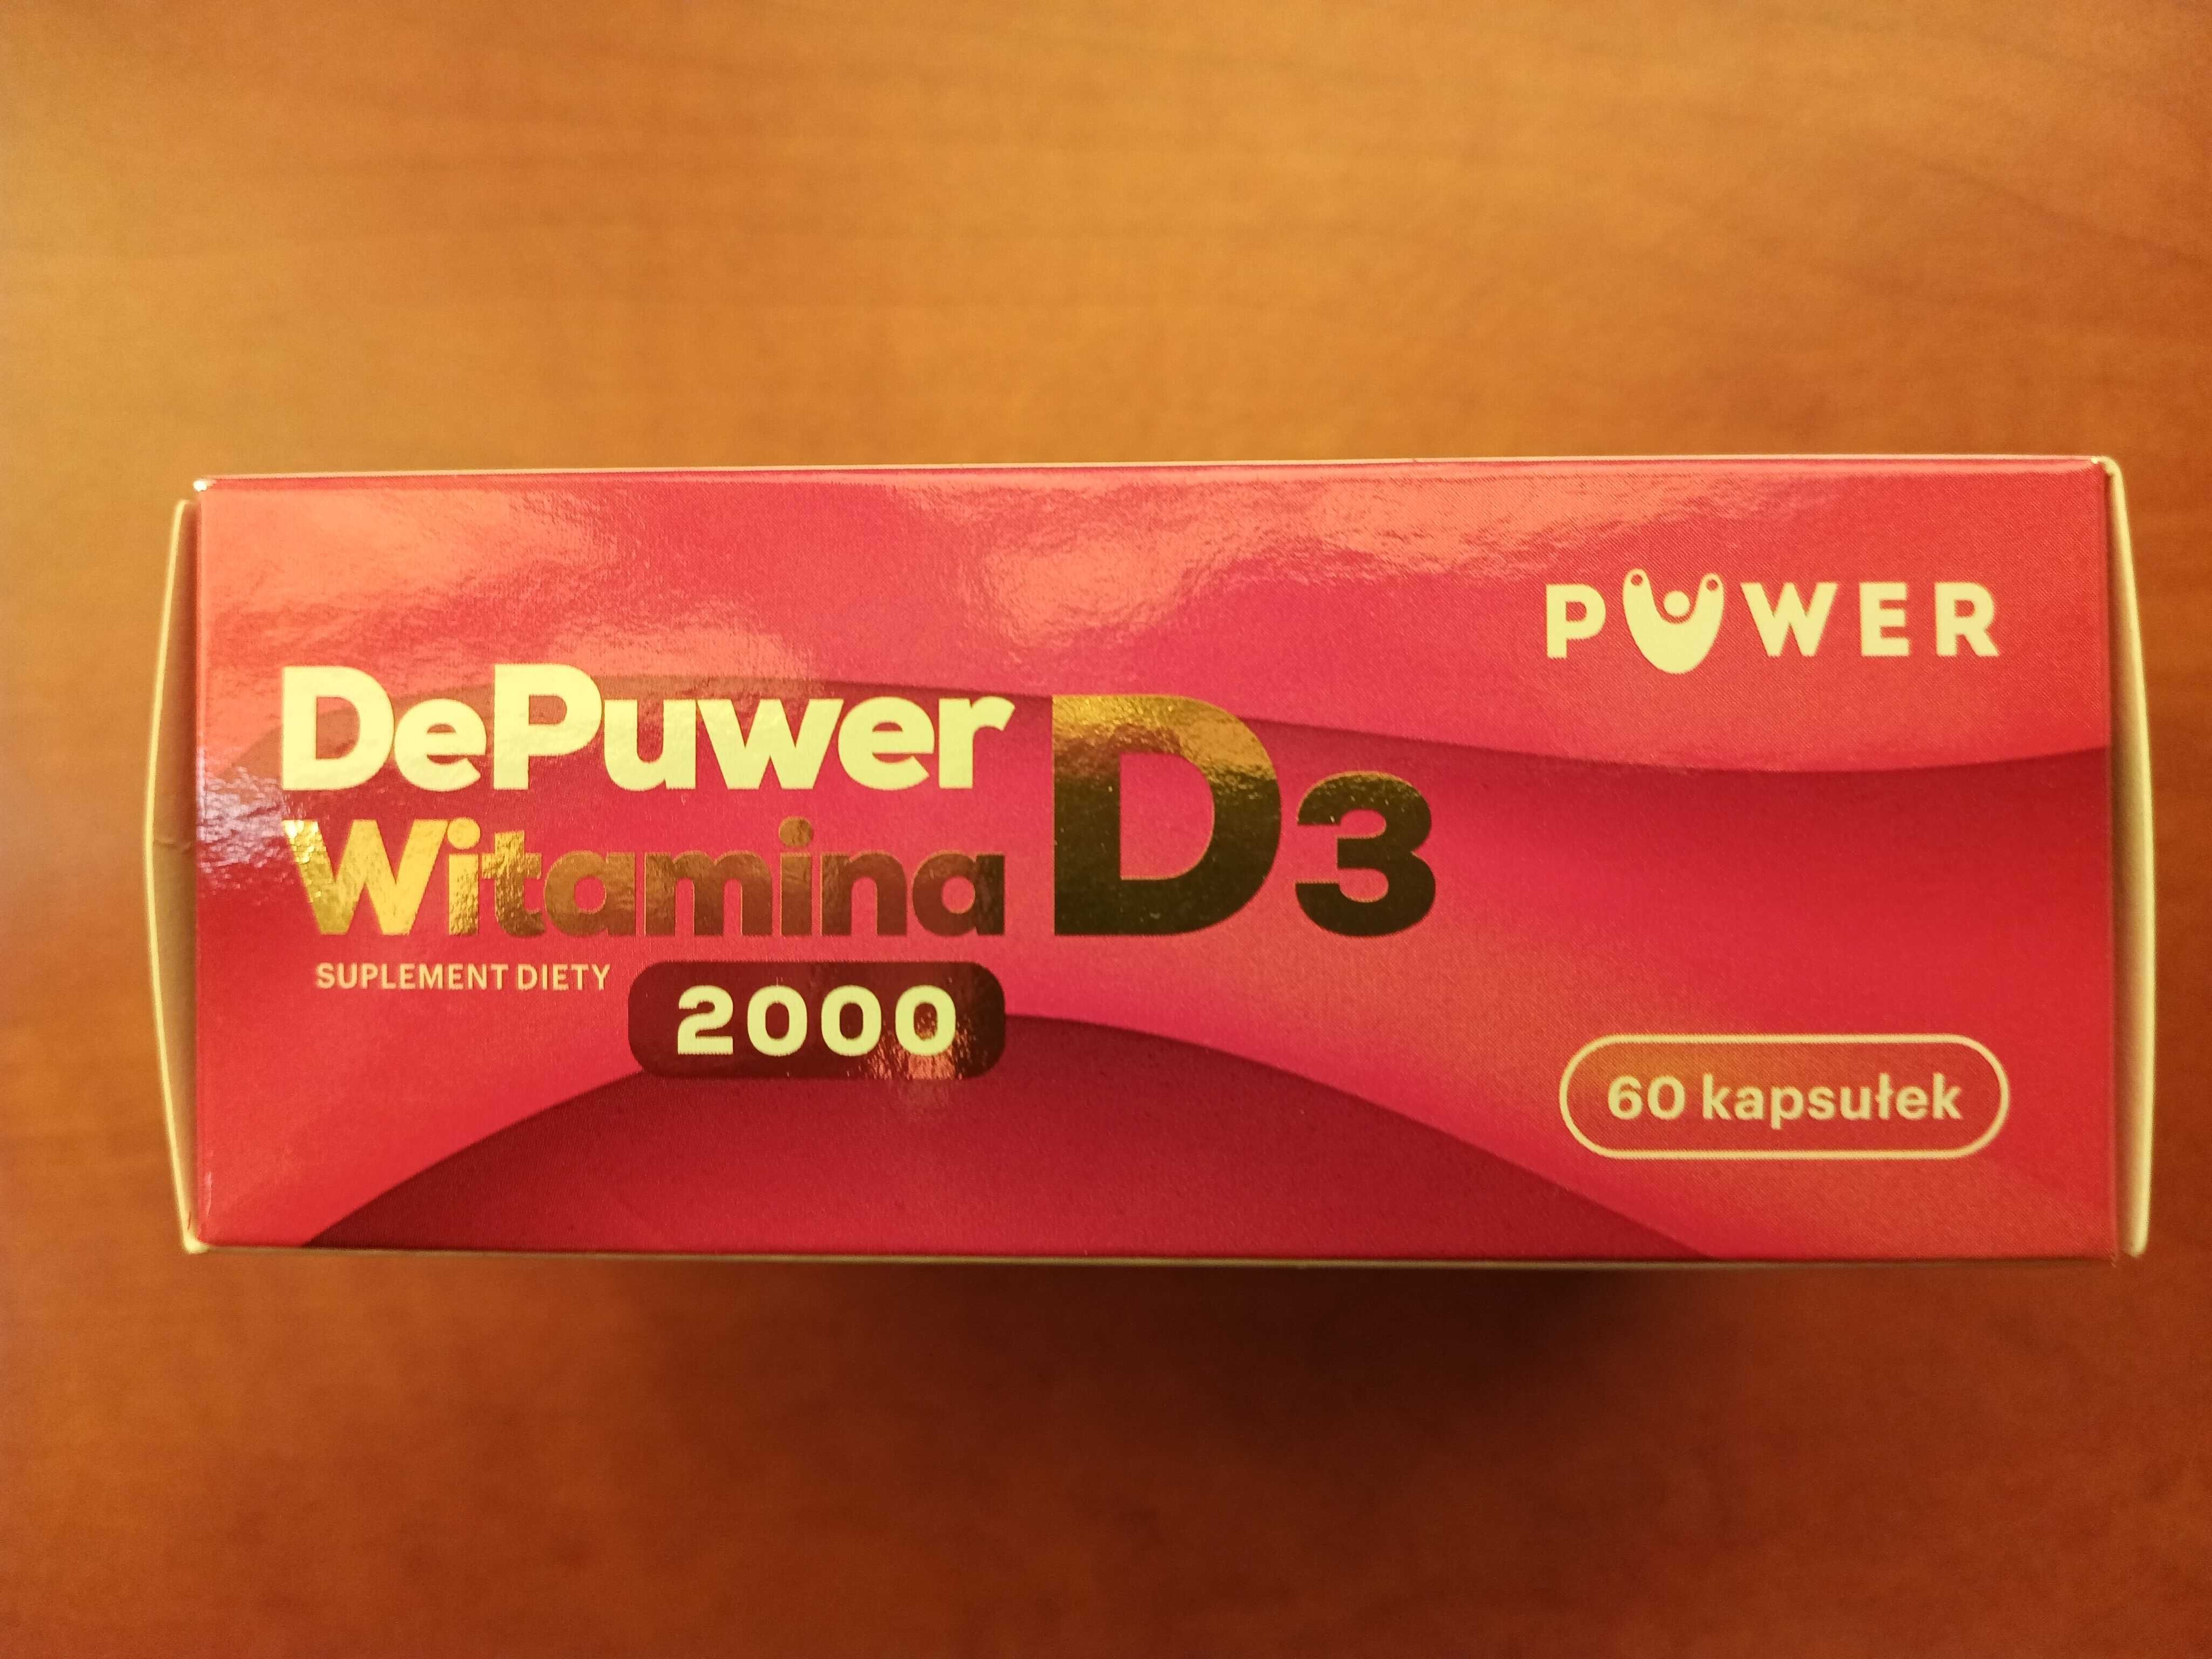 PUWER
DePuwer
Witamina D3
SUPLEMENT DIETY
2000
60 kapsułek